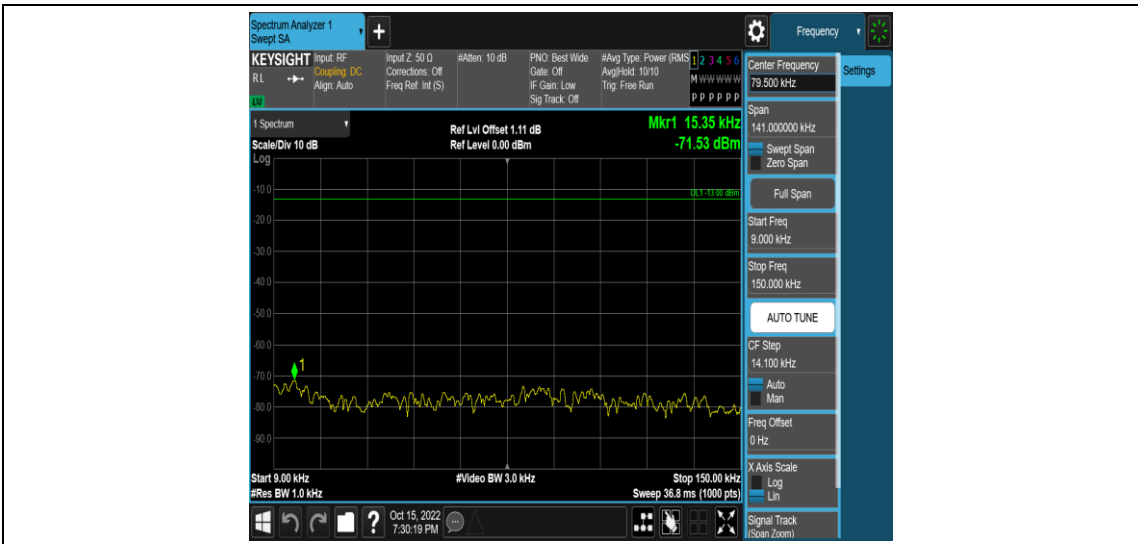 Spectrum Analyzer 1
Swept SA
+
Frequency
KEYSIGHT
RL
LXI
Input: RF
Coupling: DC
Align: Auto
Input Z: 50 Ω
Corrections: Off
Freq Ref: Int (S)
#Atten: 10 dB
PNO: Best Wide
Gate: Off
IF Gain: Low
Sig Track: Off
#Avg Type: Power (RMS
Avg|Hold: 10/10
Trig: Free Run
1 2 3 4 5 6
M W W W W W
P P P P P P
Center Frequency
79.500 kHz
Settings
1 Spectrum
Scale/Div 10 dB
Log
Ref Lvl Offset 1.11 dB
Ref Level 0.00 dBm
Mkr1 15.35 kHz
-71.53 dBm
Span
141.000000 kHz
Swept Span
Zero Span
Full Span
DL1 -13.00 dBm
-10.0
-20.0
-30.0
-40.0
-50.0
-60.0
-70.0
-80.0
-90.0
1
Start Freq
9.000 kHz
Stop Freq
150.000 kHz
AUTO TUNE
CF Step
14.100 kHz
Auto
Man
Freq Offset
0 Hz
X Axis Scale
Log
Lin
Signal Track
(Span Zoom)
Start 9.00 kHz
#Res BW 1.0 kHz
#Video BW 3.0 kHz
Stop 150.00 kHz
Sweep 36.8 ms (1000 pts)
?
Oct 15, 2022
7:30:19 PM